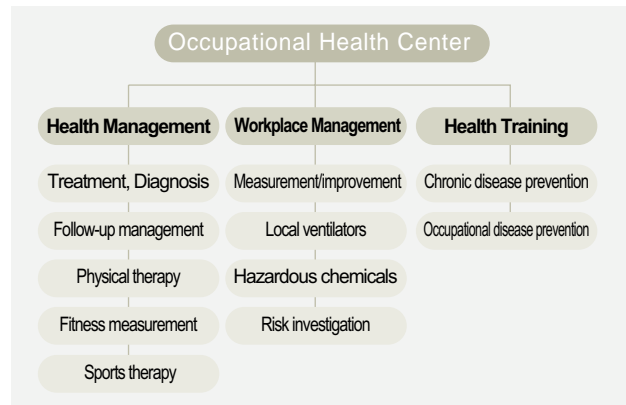 Occupational Health Center
Health Management
Workplace Management
Health Training
Treatment, Diagnosis
Measurement/improvement
Chronic disease prevention
Follow-up management
Local ventilators
Occupational disease prevention
Physical therapy
Hazardous chemicals
Fitness measurement
Risk investigation
Sports therapy